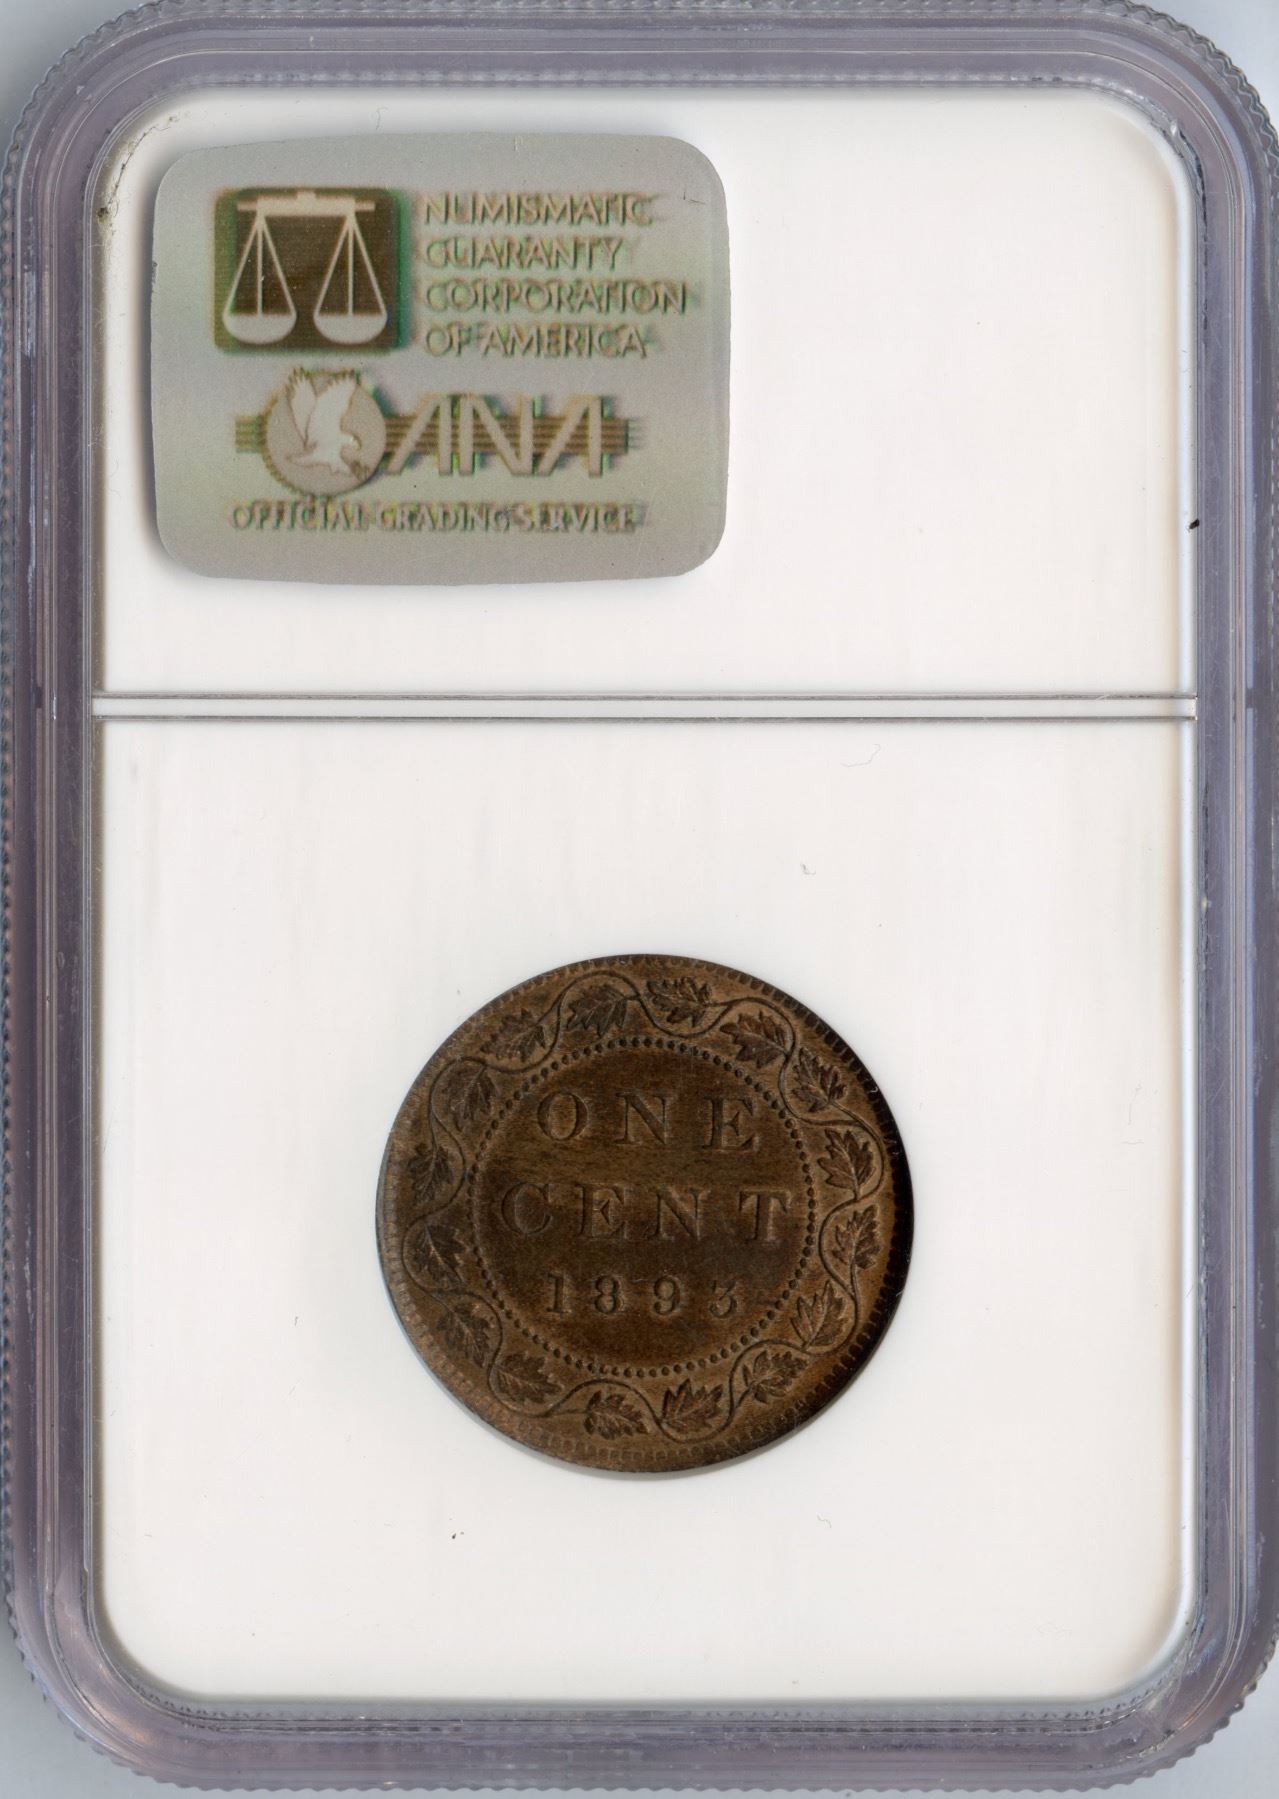 NUMISMATIC
GUARANTY
CORPORATION
OF AMERICA
ANA
OFFICIAL GRADING SERVICE
ONE
CENT
1893